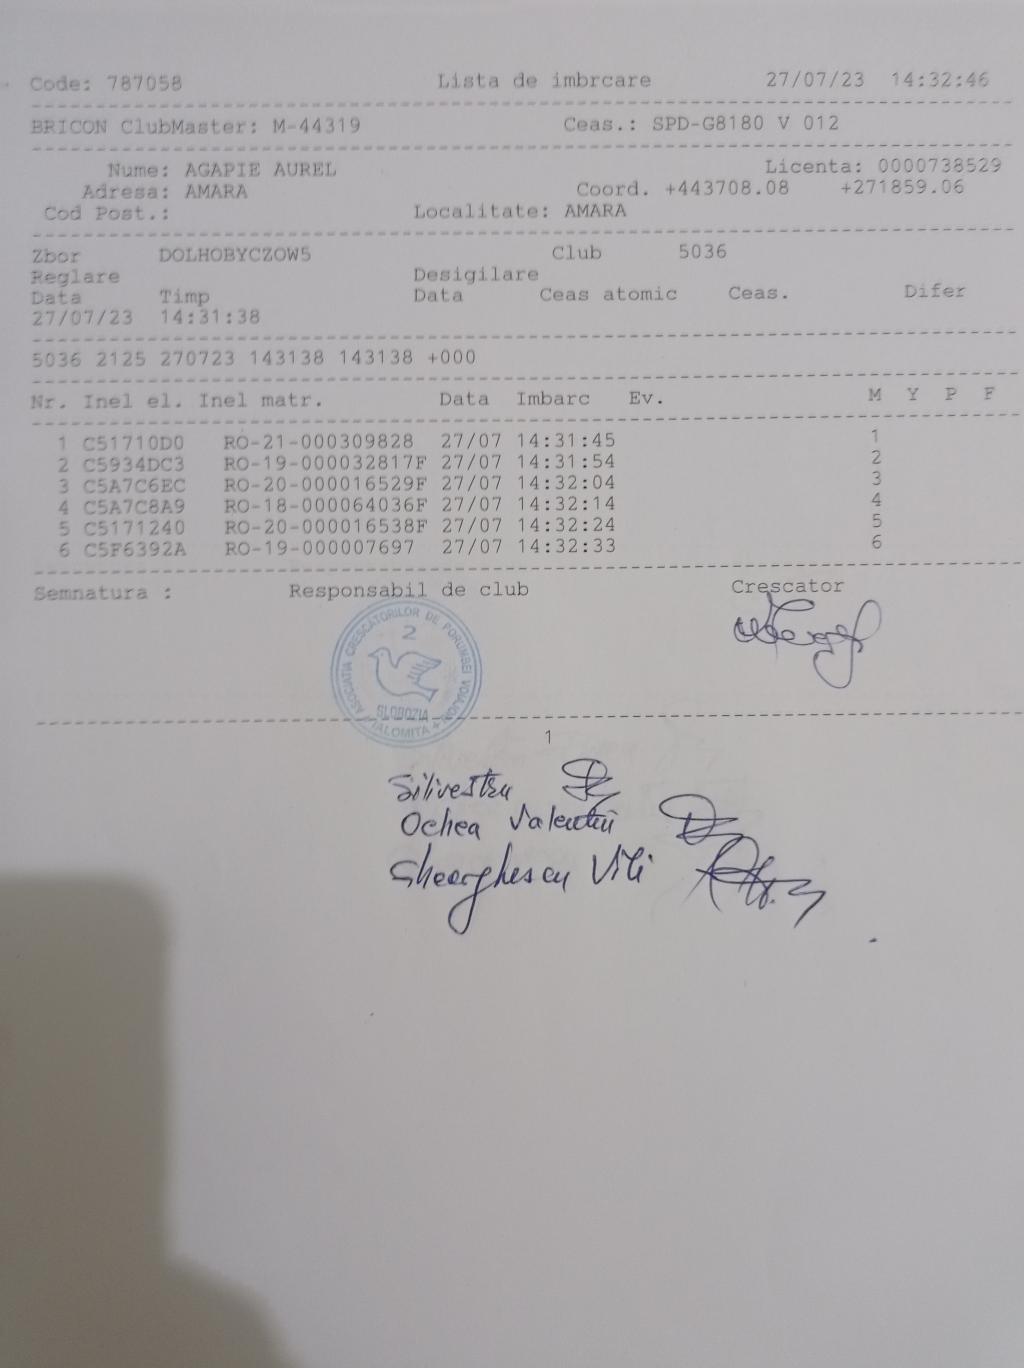 Code: 787058 Lista de imbrcare 27/07/23 14:32:46
BRICON ClubMaster: M-44319 Ceas.: SPD-G8180 V 012
Nume: AGAPIE AUREL Licenta: 0000738529
Adresa: AMARA Coord. +443708.08 +271859.06
Cod Post.: Localitate: AMARA
Zbor DOLHOBYCZOW5 Club 5036
Reglare Desigilare
Data Timp Data Ceas atomic Ceas. Difer
27/07/23 14:31:38
5036 2125 270723 143138 143138 +000
Nr. Inel el. Inel matr. Data Imbarc Ev. M Y P F
1 C51710D0 RO-21-000309828 27/07 14:31:45 1
2 C5934DC3 RO-19-000032817F 27/07 14:31:54 2
3 C5A7C6EC RO-20-000016529F 27/07 14:32:04 3
4 C5A7C8A9 RO-18-000064036F 27/07 14:32:14 4
5 C5171240 RO-20-000016538F 27/07 14:32:24 5
6 C5F6392A RO-19-000007697 27/07 14:32:33 6
Semnatura : Responsabil de club Crescator
ASOCIATIA CRESCĂTORILOR DE PORUMBEI VOIAJORI
2
SLOBOZIA
IALOMITA
1
Silivestru
Ochea Valentin
Gheorghescu Vili